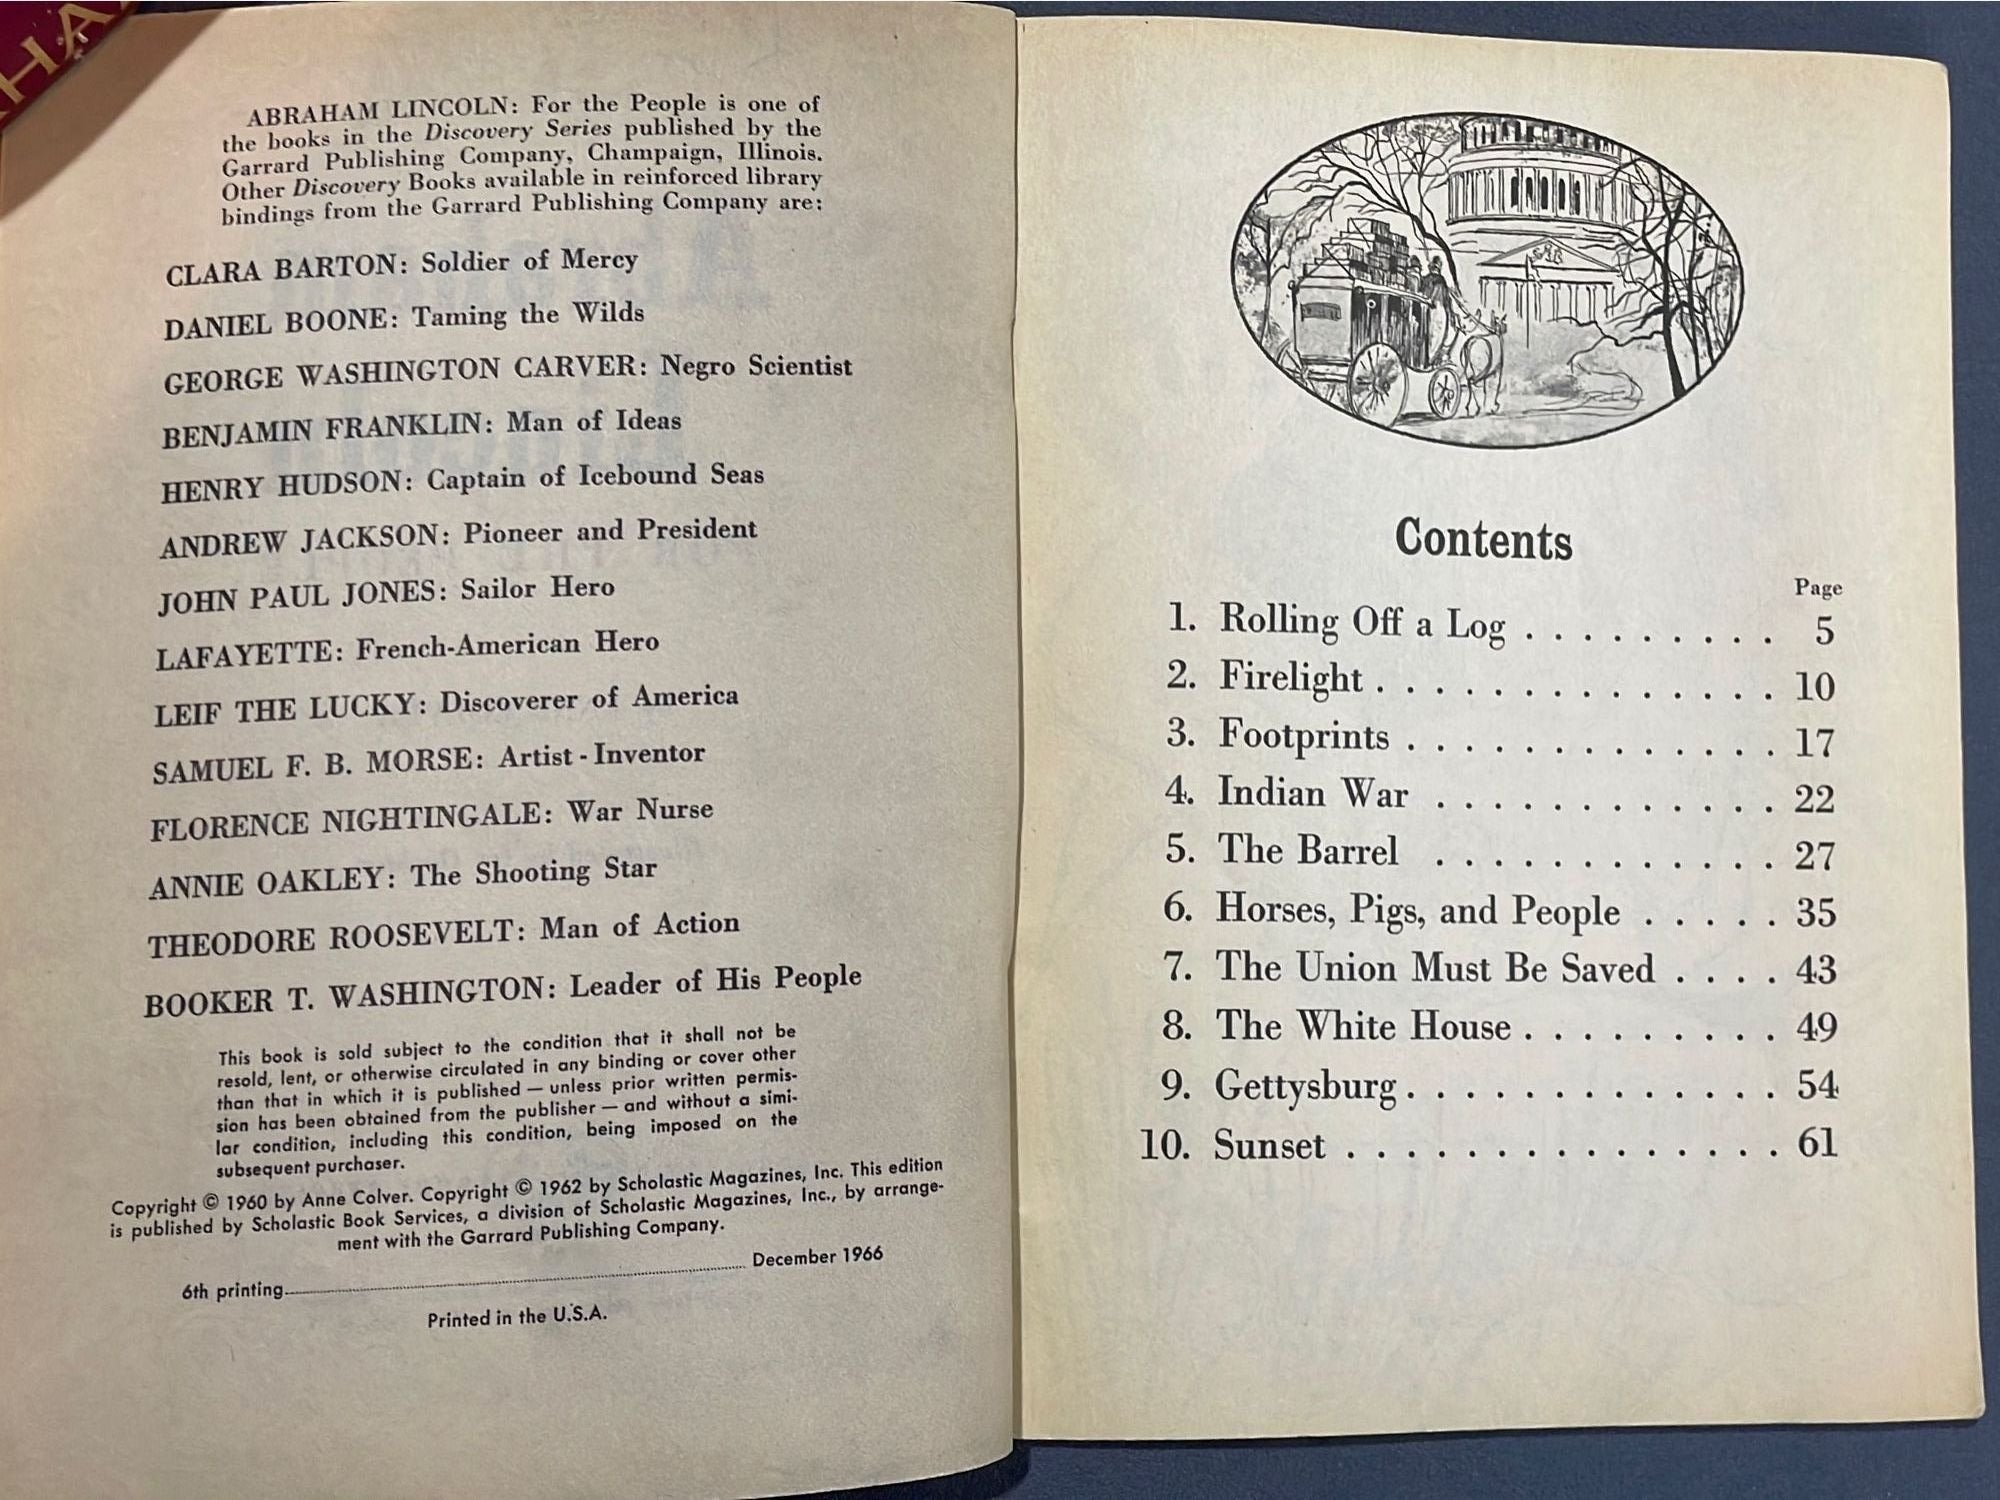 HA
ABRAHAM LINCOLN: For the People is one of
the books in the Discovery Series published by the
Garrard Publishing Company, Champaign, Illinois.
Other Discovery Books available in reinforced library
bindings from the Garrard Publishing Company are:
CLARA BARTON: Soldier of Mercy
DANIEL BOONE: Taming the Wilds
GEORGE WASHINGTON CARVER: Negro Scientist
BENJAMIN FRANKLIN: Man of Ideas
HENRY HUDSON: Captain of Icebound Seas
ANDREW JACKSON: Pioneer and President
JOHN PAUL JONES: Sailor Hero
LAFAYETTE: French-American Hero
LEIF THE LUCKY: Discoverer of America
SAMUEL F. B. MORSE: Artist - Inventor
FLORENCE NIGHTINGALE: War Nurse
ANNIE OAKLEY: The Shooting Star
THEODORE ROOSEVELT: Man of Action
BOOKER T. WASHINGTON: Leader of His People
This book is sold subject to the condition that it shall not be
resold, lent, or otherwise circulated in any binding or cover other
than that in which it is published — unless prior written permis-
sion has been obtained from the publisher — and without a simi-
lar condition, including this condition, being imposed on the
subsequent purchaser.
Copyright © 1960 by Anne Colver. Copyright © 1962 by Scholastic Magazines, Inc. This edition
is published by Scholastic Book Services, a division of Scholastic Magazines, Inc., by arrange-
ment with the Garrard Publishing Company.
6th printing........................December 1966
Printed in the U.S.A.
Contents
Page
1. Rolling Off a Log . . . . . . . . . 5
2. Firelight . . . . . . . . . . . . . . 10
3. Footprints . . . . . . . . . . . . . 17
4. Indian War . . . . . . . . . . . . 22
5. The Barrel . . . . . . . . . . . . 27
6. Horses, Pigs, and People . . . . . 35
7. The Union Must Be Saved . . . . 43
8. The White House . . . . . . . . . 49
9. Gettysburg . . . . . . . . . . . . . 54
10. Sunset . . . . . . . . . . . . . . . 61